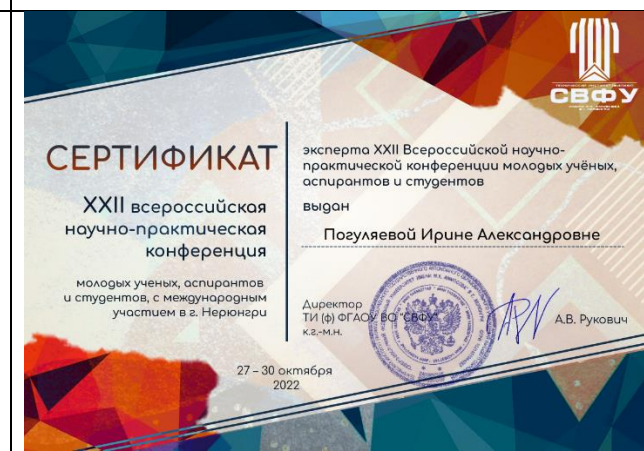 СВФУ
СЕРТИФИКАТ
XXII всероссийская
научно-практическая
конференция
молодых ученых, аспирантов
и студентов, с международным
участием в г. Нерюнгри
27 – 30 октября
2022
эксперта XXII Всероссийской научно-
практической конференции молодых учёных,
аспирантов и студентов
выдан
Погуляевой Ирине Александровне
Директор
ТИ (ф) ФГАОУ ВО "СВФУ",
к.г.-м.н.
А.В. Рукович